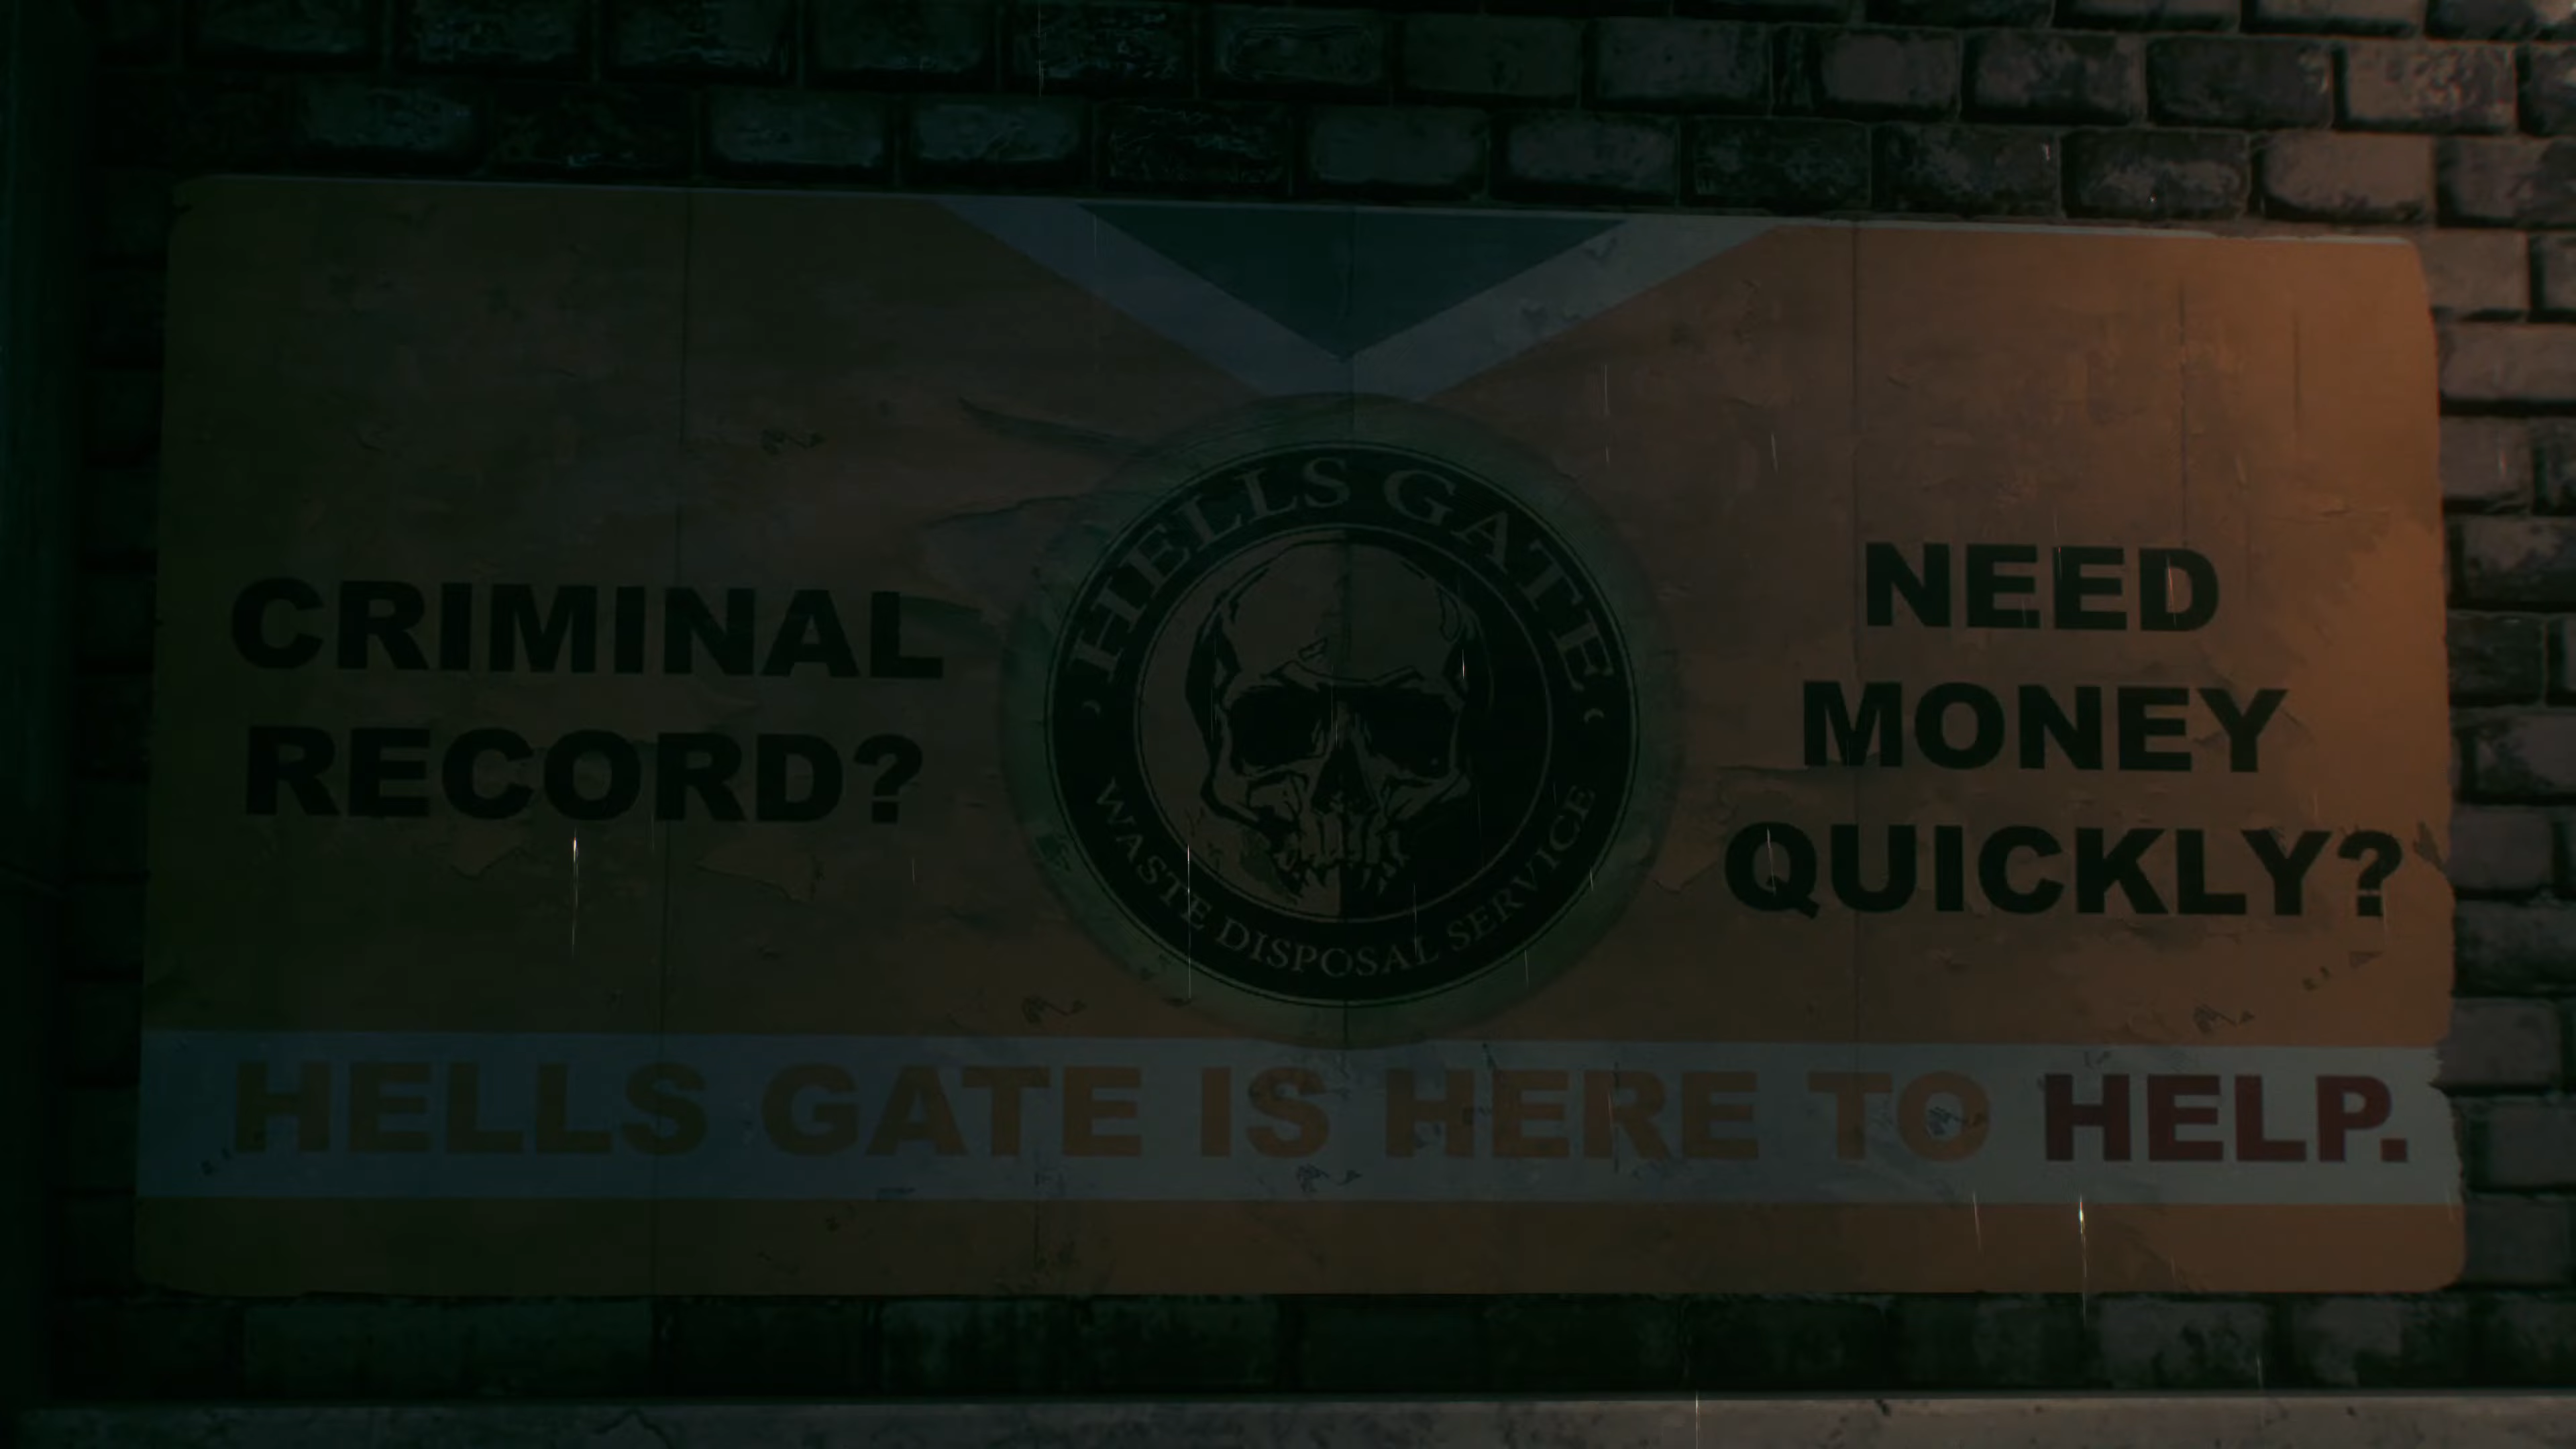 CRIMINAL
RECORD?
HELLS GATE
WASTE DISPOSAL SERVICE
NEED
MONEY
QUICKLY?
HELLS GATE IS HERE TO HELP.